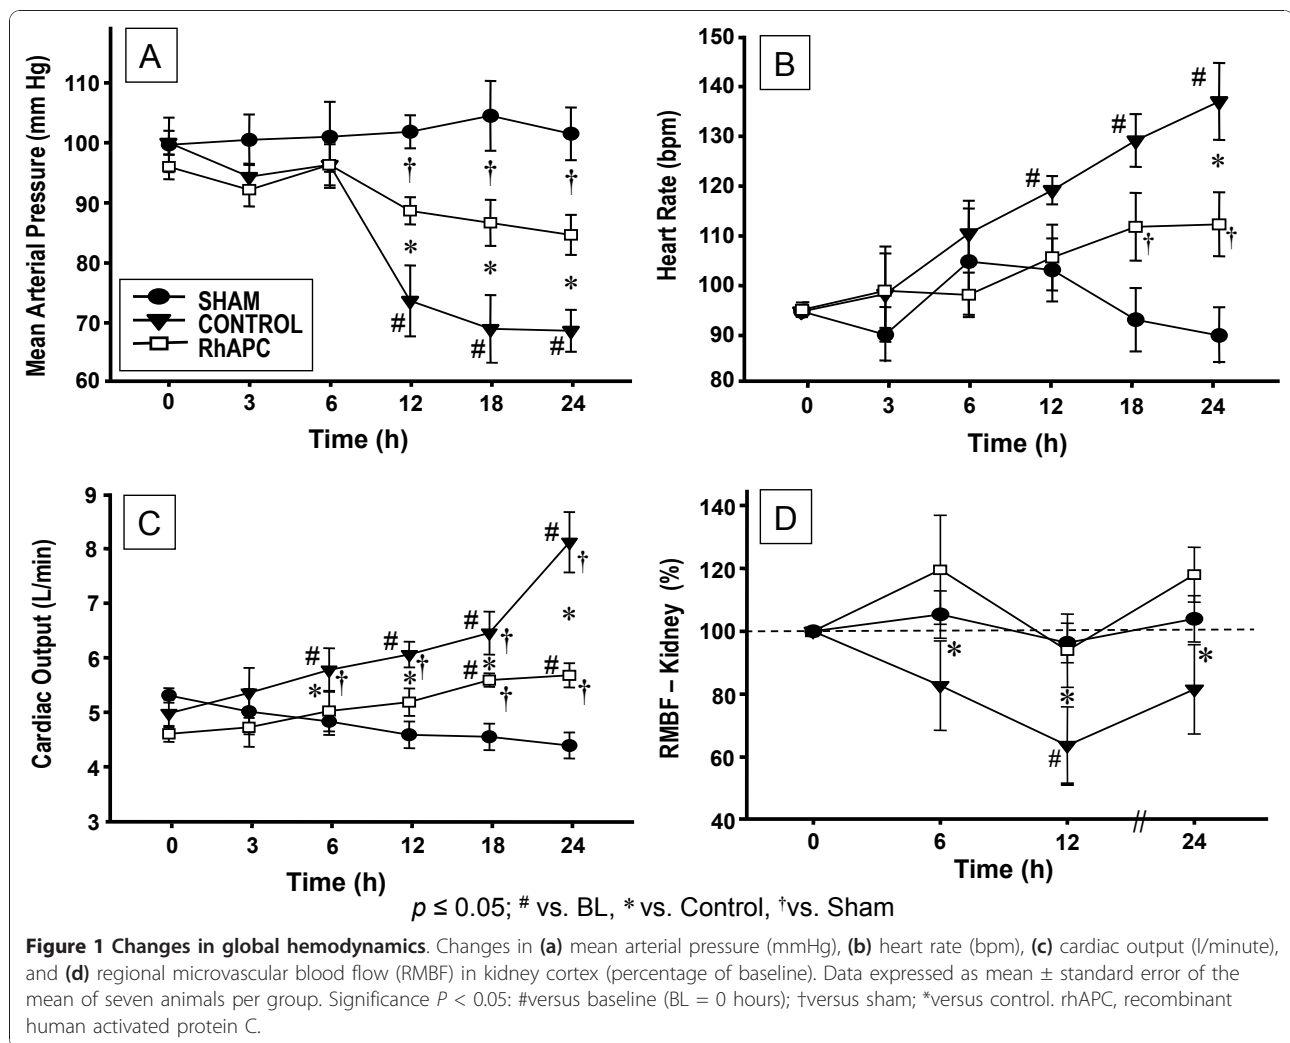 A
Mean Arterial Pressure (mm Hg)
110
100
90
80
70
60
† † †
* * *
# # #
SHAM
CONTROL
RhAPC
0 3 6 12 18 24
Time (h)
B
Heart Rate (bpm)
150
140
130
120
110
100
90
80
# # #
*
† †
0 3 6 12 18 24
Time (h)
C
Cardiac Output (L/min)
9
8
7
6
5
4
3
# # # #
† † † †
* * * *
# #
† †
0 3 6 12 18 24
Time (h)
D
RMBF – Kidney (%)
140
120
100
80
60
40
* * *
#
//
0 6 12 24
Time (h)
p ≤ 0.05; # vs. BL, * vs. Control, †vs. Sham
Figure 1 Changes in global hemodynamics. Changes in (a) mean arterial pressure (mmHg), (b) heart rate (bpm), (c) cardiac output (l/minute),
and (d) regional microvascular blood flow (RMBF) in kidney cortex (percentage of baseline). Data expressed as mean ± standard error of the
mean of seven animals per group. Significance P < 0.05: #versus baseline (BL = 0 hours); †versus sham; *versus control. rhAPC, recombinant
human activated protein C.